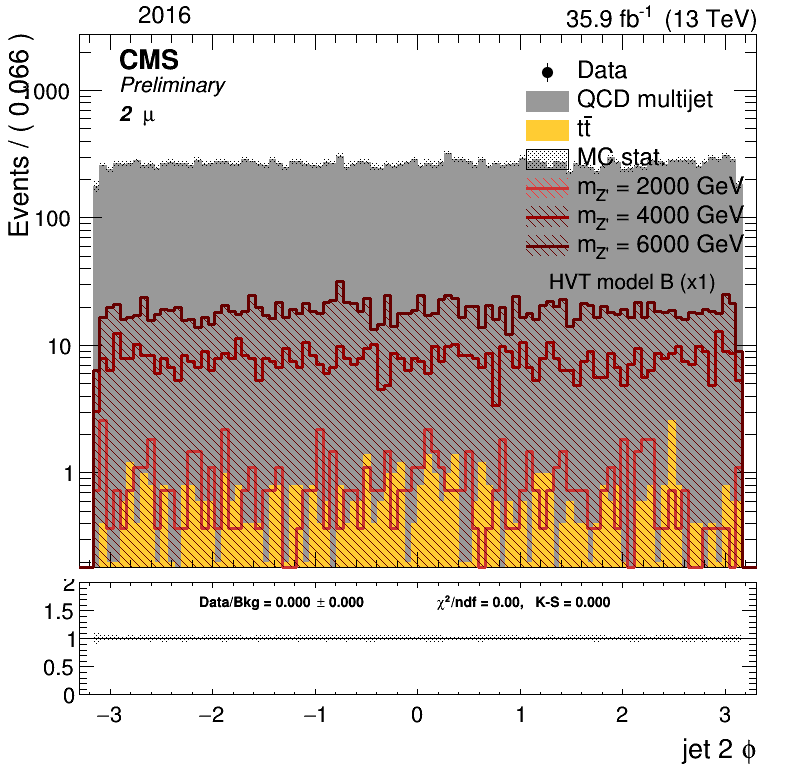 2016
35.9 fb⁻¹ (13 TeV)
CMS
Preliminary
2 μ
Data
QCD multijet
tt̄
MC stat.
m_Z' = 2000 GeV
m_Z' = 4000 GeV
m_Z' = 6000 GeV
HVT model B (x1)
Events / ( 0.066 )
1000
100
10
1
Data/Bkg = 0.000 ± 0.000
χ²/ndf = 0.00, K-S = 0.000
2
1.5
1
0.5
0
−3 −2 −1 0 1 2 3
jet 2 ϕ